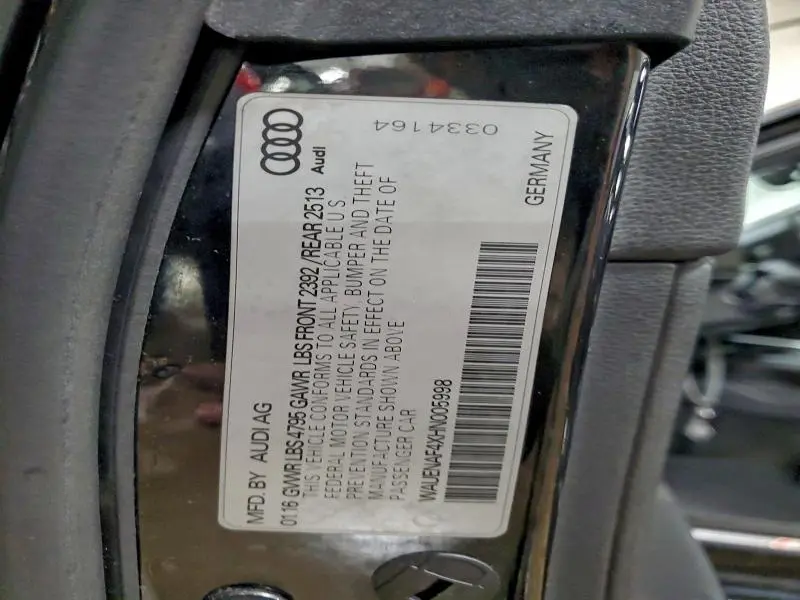 MFD. BY AUDI AG
01.16 GWVR LBS 4795 GAWR LBS FRONT 2392 / REAR 2513
THIS VEHICLE CONFORMS TO ALL APPLICABLE U S
FEDERAL MOTOR VEHICLE SAFETY, BUMPER AND THEFT
PREVENTION STANDARDS IN EFFECT ON THE DATE OF
MANUFACTURE SHOWN ABOVE
PASSENGER CAR
WAUENAF4XHN005998
Audi
0334164
GERMANY